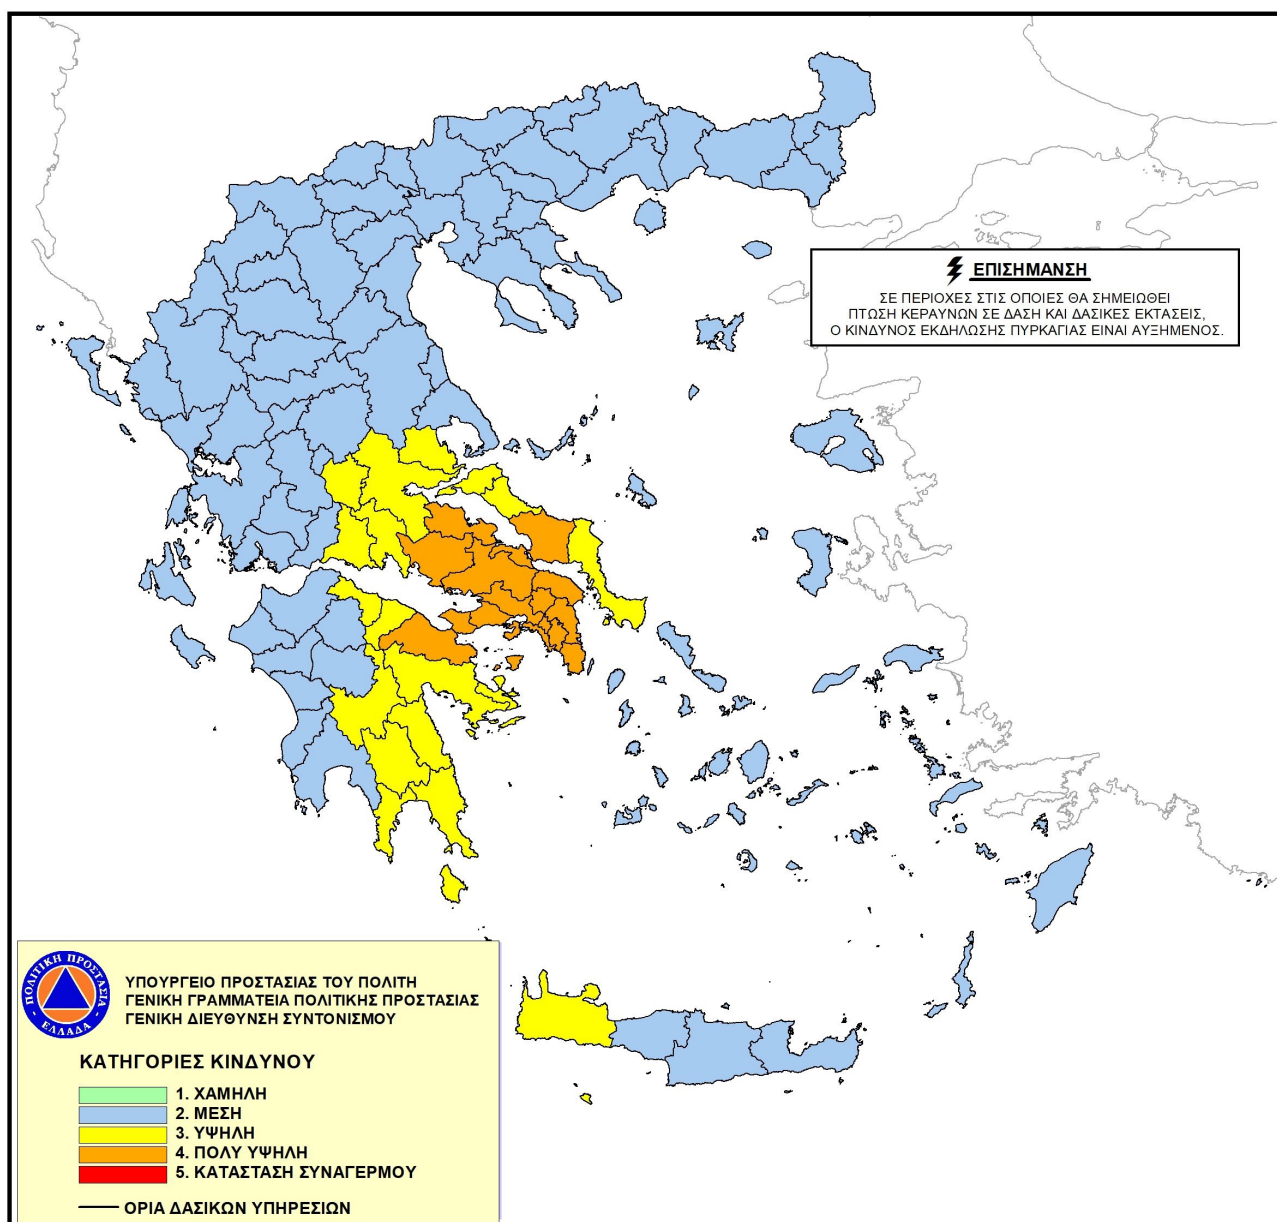 ΕΠΙΣΗΜΑΝΣΗ
ΣΕ ΠΕΡΙΟΧΕΣ ΣΤΙΣ ΟΠΟΙΕΣ ΘΑ ΣΗΜΕΙΩΘΕΙ
ΠΤΩΣΗ ΚΕΡΑΥΝΩΝ ΣΕ ΔΑΣΗ ΚΑΙ ΔΑΣΙΚΕΣ ΕΚΤΑΣΕΙΣ,
Ο ΚΙΝΔΥΝΟΣ ΕΚΔΗΛΩΣΗΣ ΠΥΡΚΑΓΙΑΣ ΕΙΝΑΙ ΑΥΞΗΜΕΝΟΣ.
ΠΟΛΙΤΙΚΗ ΠΡΟΣΤΑΣΙΑ
ΕΛΛΑΔΑ
ΥΠΟΥΡΓΕΙΟ ΠΡΟΣΤΑΣΙΑΣ ΤΟΥ ΠΟΛΙΤΗ
ΓΕΝΙΚΗ ΓΡΑΜΜΑΤΕΙΑ ΠΟΛΙΤΙΚΗΣ ΠΡΟΣΤΑΣΙΑΣ
ΓΕΝΙΚΗ ΔΙΕΥΘΥΝΣΗ ΣΥΝΤΟΝΙΣΜΟΥ
ΚΑΤΗΓΟΡΙΕΣ ΚΙΝΔΥΝΟΥ
1. ΧΑΜΗΛΗ
2. ΜΕΣΗ
3. ΥΨΗΛΗ
4. ΠΟΛΥ ΥΨΗΛΗ
5. ΚΑΤΑΣΤΑΣΗ ΣΥΝΑΓΕΡΜΟΥ
ΟΡΙΑ ΔΑΣΙΚΩΝ ΥΠΗΡΕΣΙΩΝ